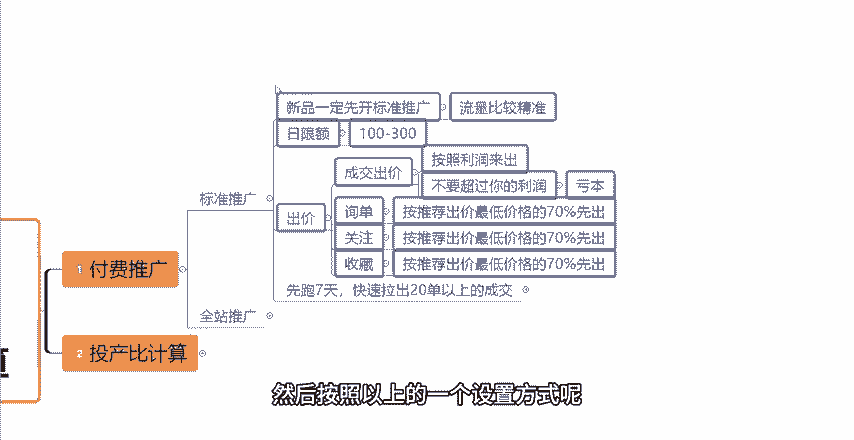 新品一定先开标准推广
流量比较精准
日限额
100-300
标准推广
出价
成交出价
按照利润来出
不要超过你的利润
亏本
询单
按推荐出价最低价格的70%先出
关注
按推荐出价最低价格的70%先出
收藏
按推荐出价最低价格的70%先出
先跑7天，快速拉出20单以上的成交
1 付费推广
全站推广
2 投产比计算
然后按照以上的一个设置方式呢